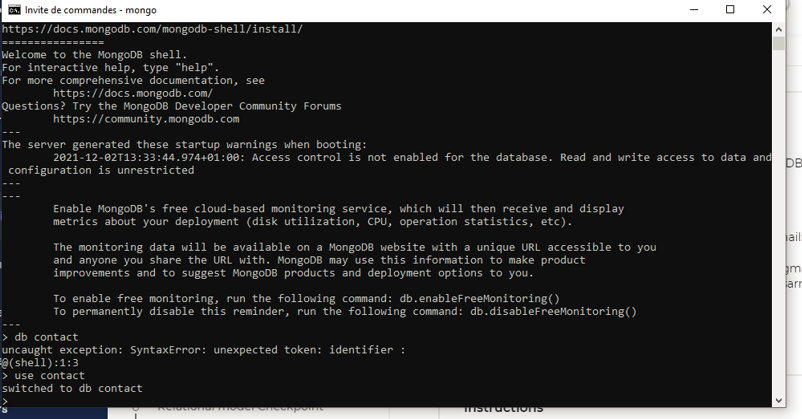 Invite de commandes - mongo
https://docs.mongodb.com/mongodb-shell/install/
================
Welcome to the MongoDB shell.
For interactive help, type "help".
For more comprehensive documentation, see
https://docs.mongodb.com/
Questions? Try the MongoDB Developer Community Forums
https://community.mongodb.com
---
The server generated these startup warnings when booting:
2021-12-02T13:33:44.974+01:00: Access control is not enabled for the database. Read and write access to data and
configuration is unrestricted
---
---
Enable MongoDB's free cloud-based monitoring service, which will then receive and display
metrics about your deployment (disk utilization, CPU, operation statistics, etc).
The monitoring data will be available on a MongoDB website with a unique URL accessible to you
and anyone you share the URL with. MongoDB may use this information to make product
improvements and to suggest MongoDB products and deployment options to you.
To enable free monitoring, run the following command: db.enableFreeMonitoring()
To permanently disable this reminder, run the following command: db.disableFreeMonitoring()
---
> db contact
uncaught exception: SyntaxError: unexpected token: identifier :
@(shell):1:3
> use contact
switched to db contact
>
Relational model Checkpoint
Instructions